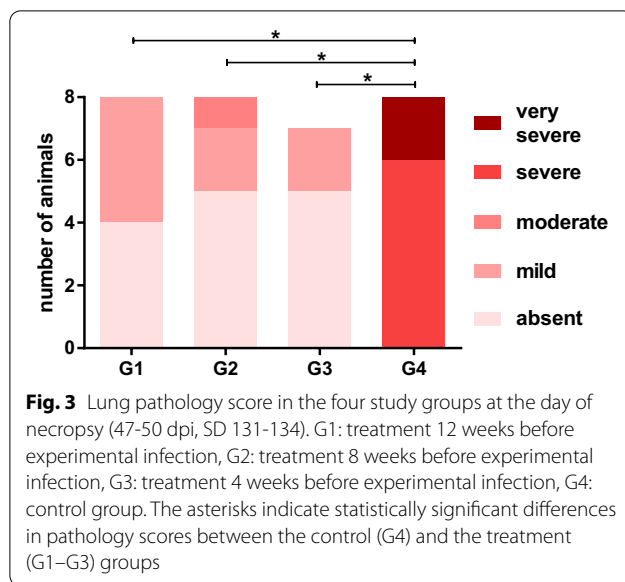 *
*
*
8
6
4
2
0
number of animals
G1 G2 G3 G4
very
severe
severe
moderate
mild
absent
Fig. 3 Lung pathology score in the four study groups at the day of
necropsy (47-50 dpi, SD 131-134). G1: treatment 12 weeks before
experimental infection, G2: treatment 8 weeks before experimental
infection, G3: treatment 4 weeks before experimental infection, G4:
control group. The asterisks indicate statistically significant differences
in pathology scores between the control (G4) and the treatment
(G1–G3) groups